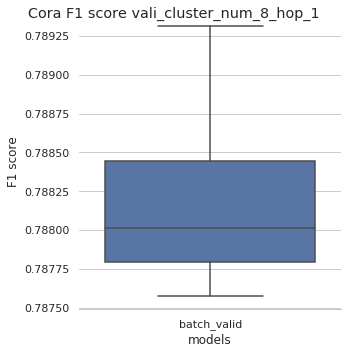 Cora F1 score vali_cluster_num_8_hop_1
0.78925
0.78900
0.78875
0.78850
0.78825
0.78800
0.78775
0.78750
F1 score
batch_valid
models